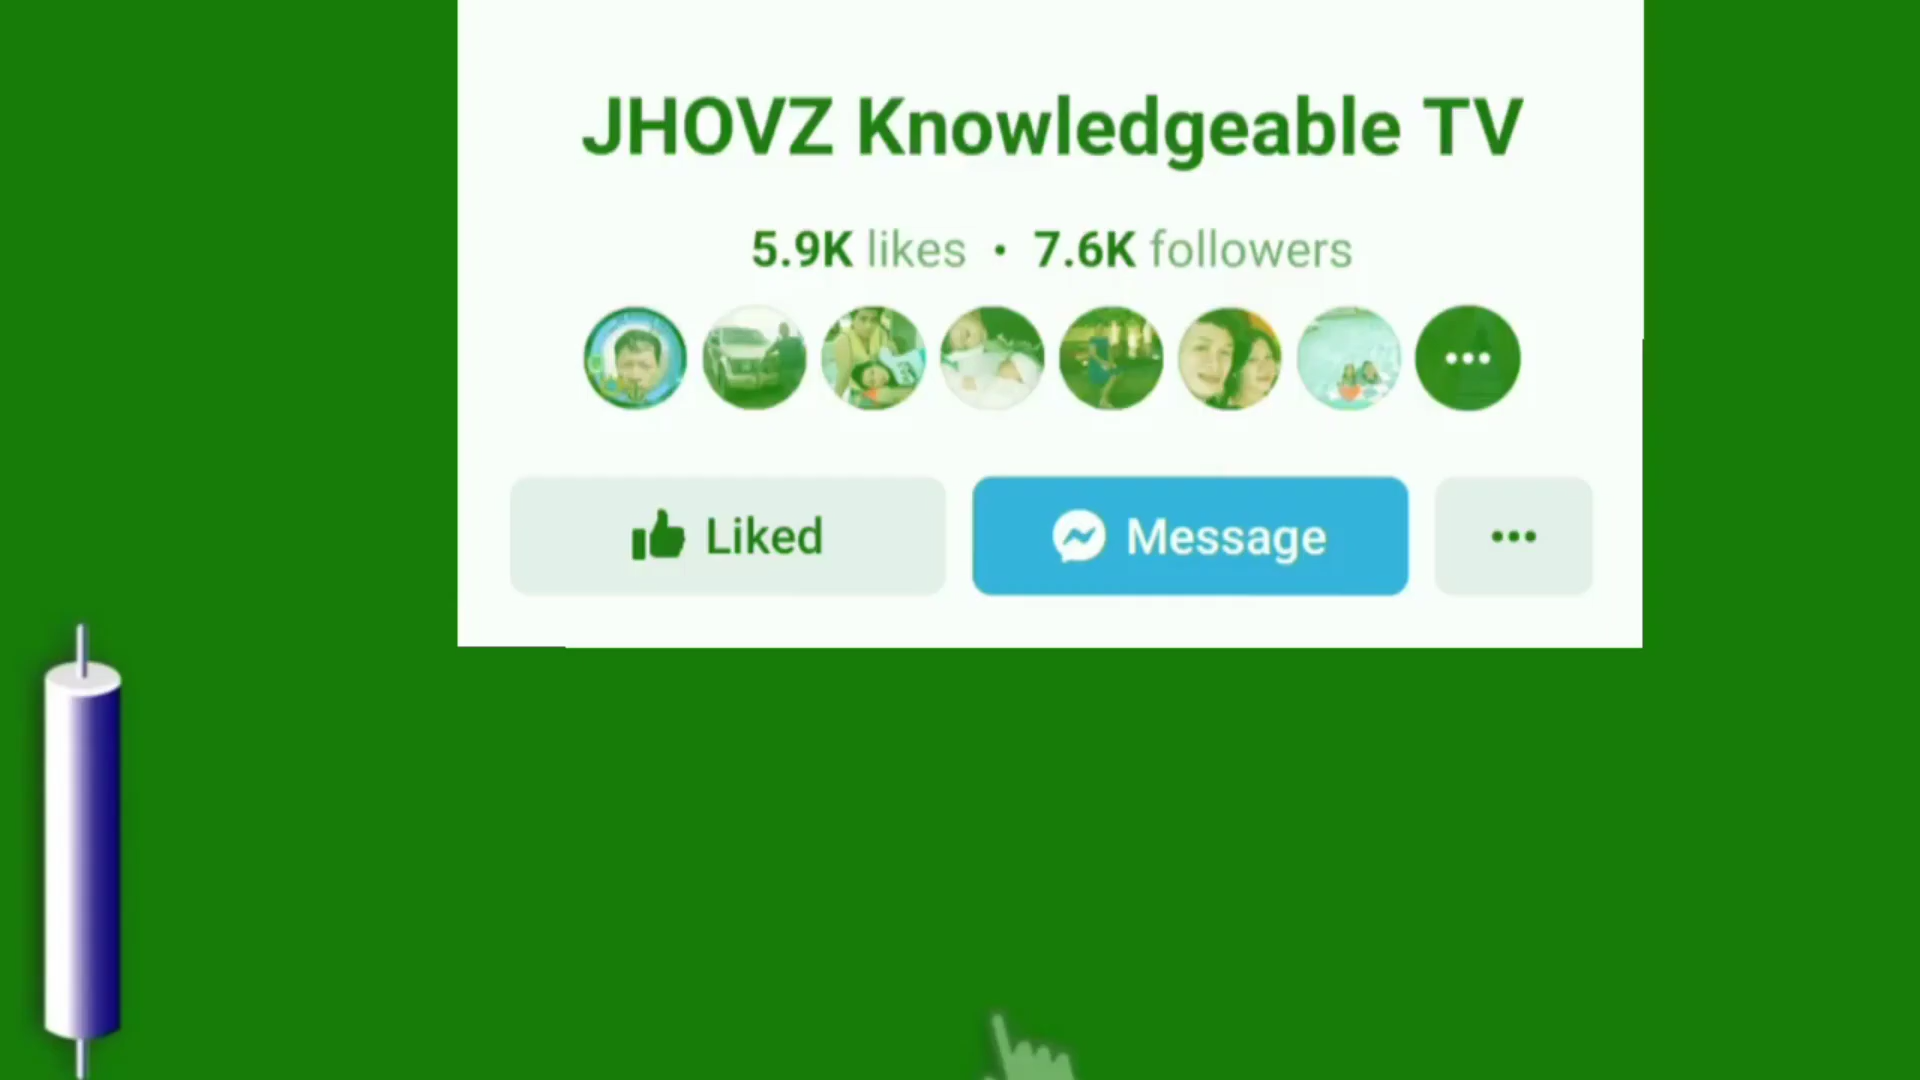 JHOVZ Knowledgeable TV
5.9K likes • 7.6K followers
Liked
Message